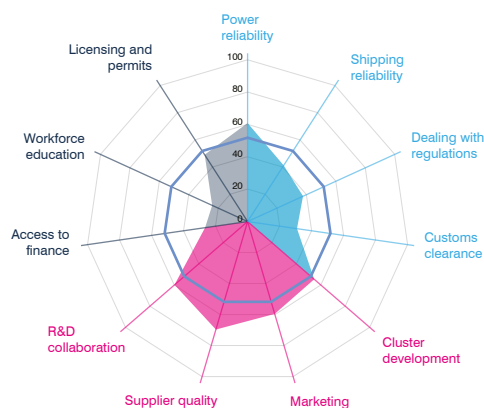 Power
reliability
Licensing and
permits
Shipping
reliability
Workforce
education
Dealing with
regulations
Access to
finance
Customs
clearance
R&D
collaboration
Cluster
development
Supplier quality
Marketing
100
80
60
40
20
0